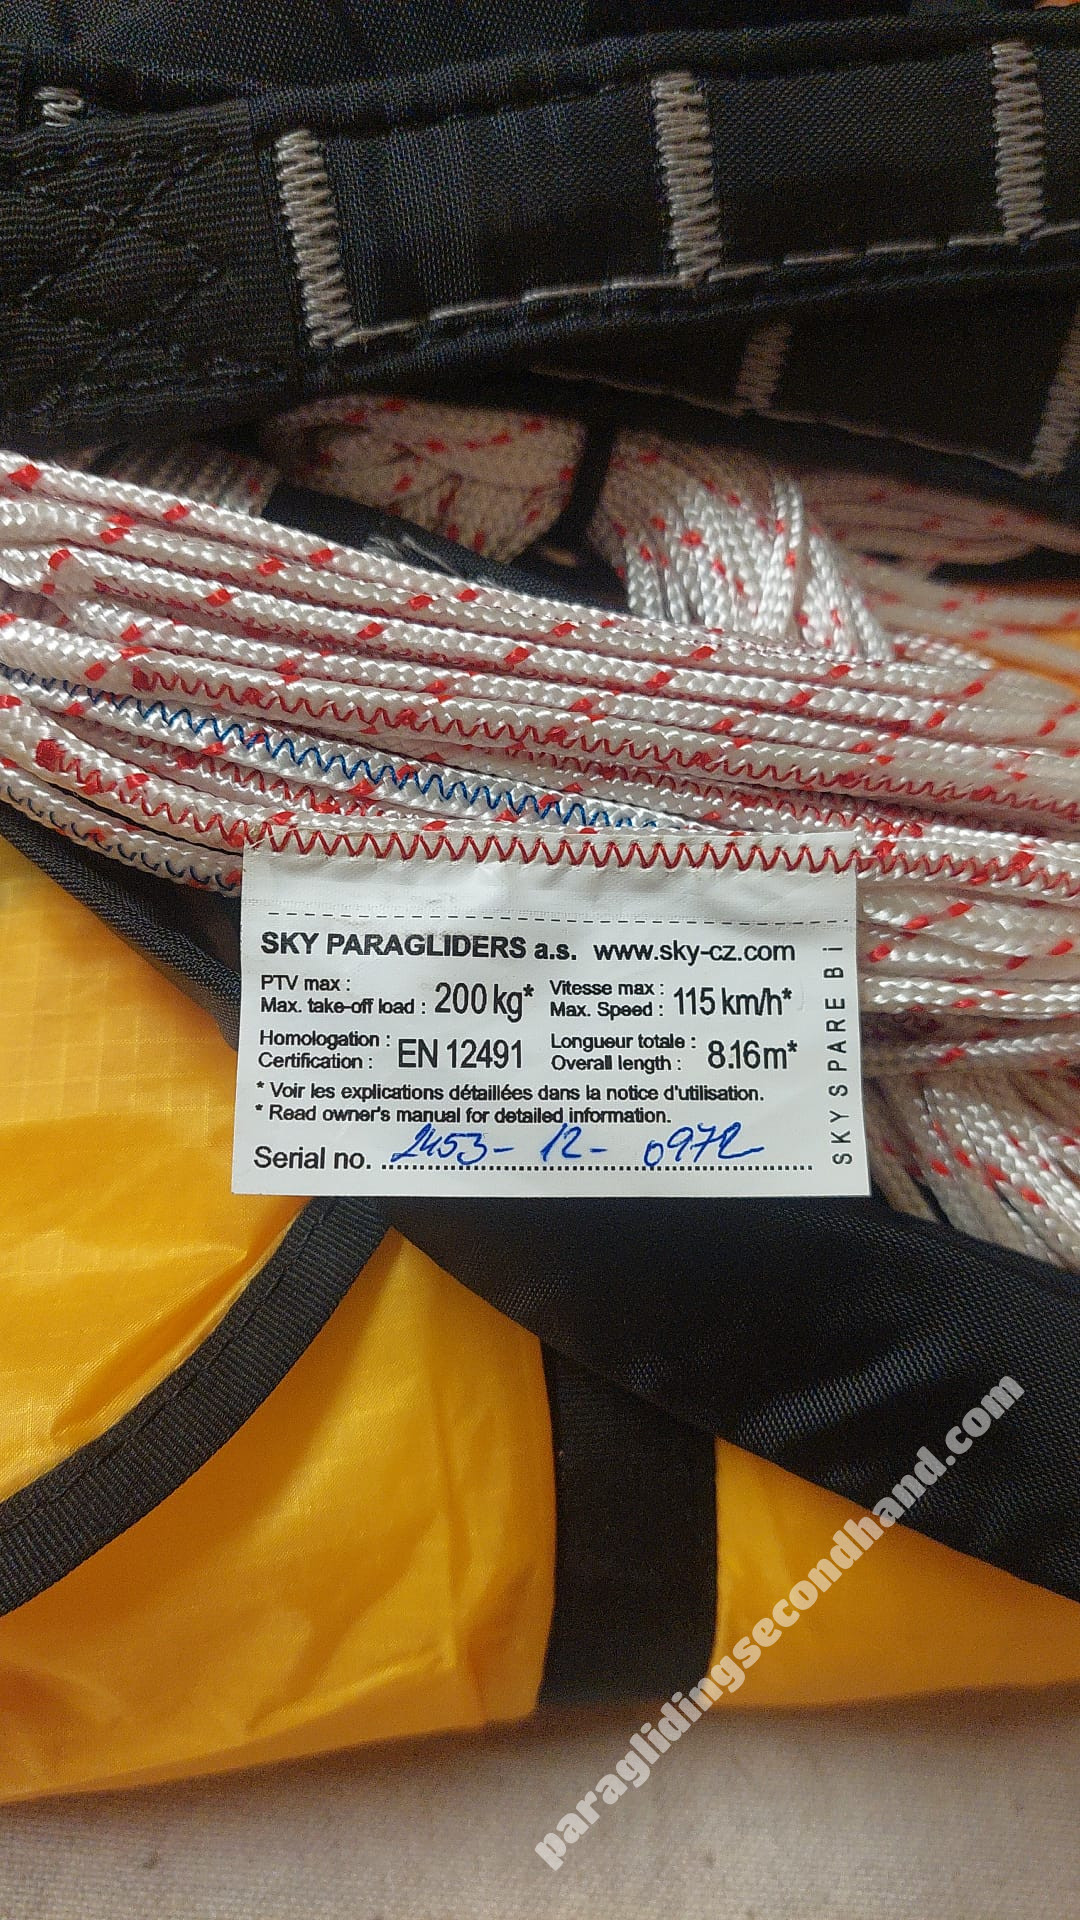 SKY PARAGLIDERS a.s. www.sky-cz.com
PTV max :
Max. take-off load : 200 kg*
Vitesse max :
Max. Speed : 115 km/h*
Homologation :
Certification : EN 12491
Longueur totale :
Overall length : 8.16m*
* Voir les explications détaillées dans la notice d'utilisation.
* Read owner's manual for detailed information.
Serial no. 2453-12-0972
SKY SPARE BI
paraglidingsecondhand.com